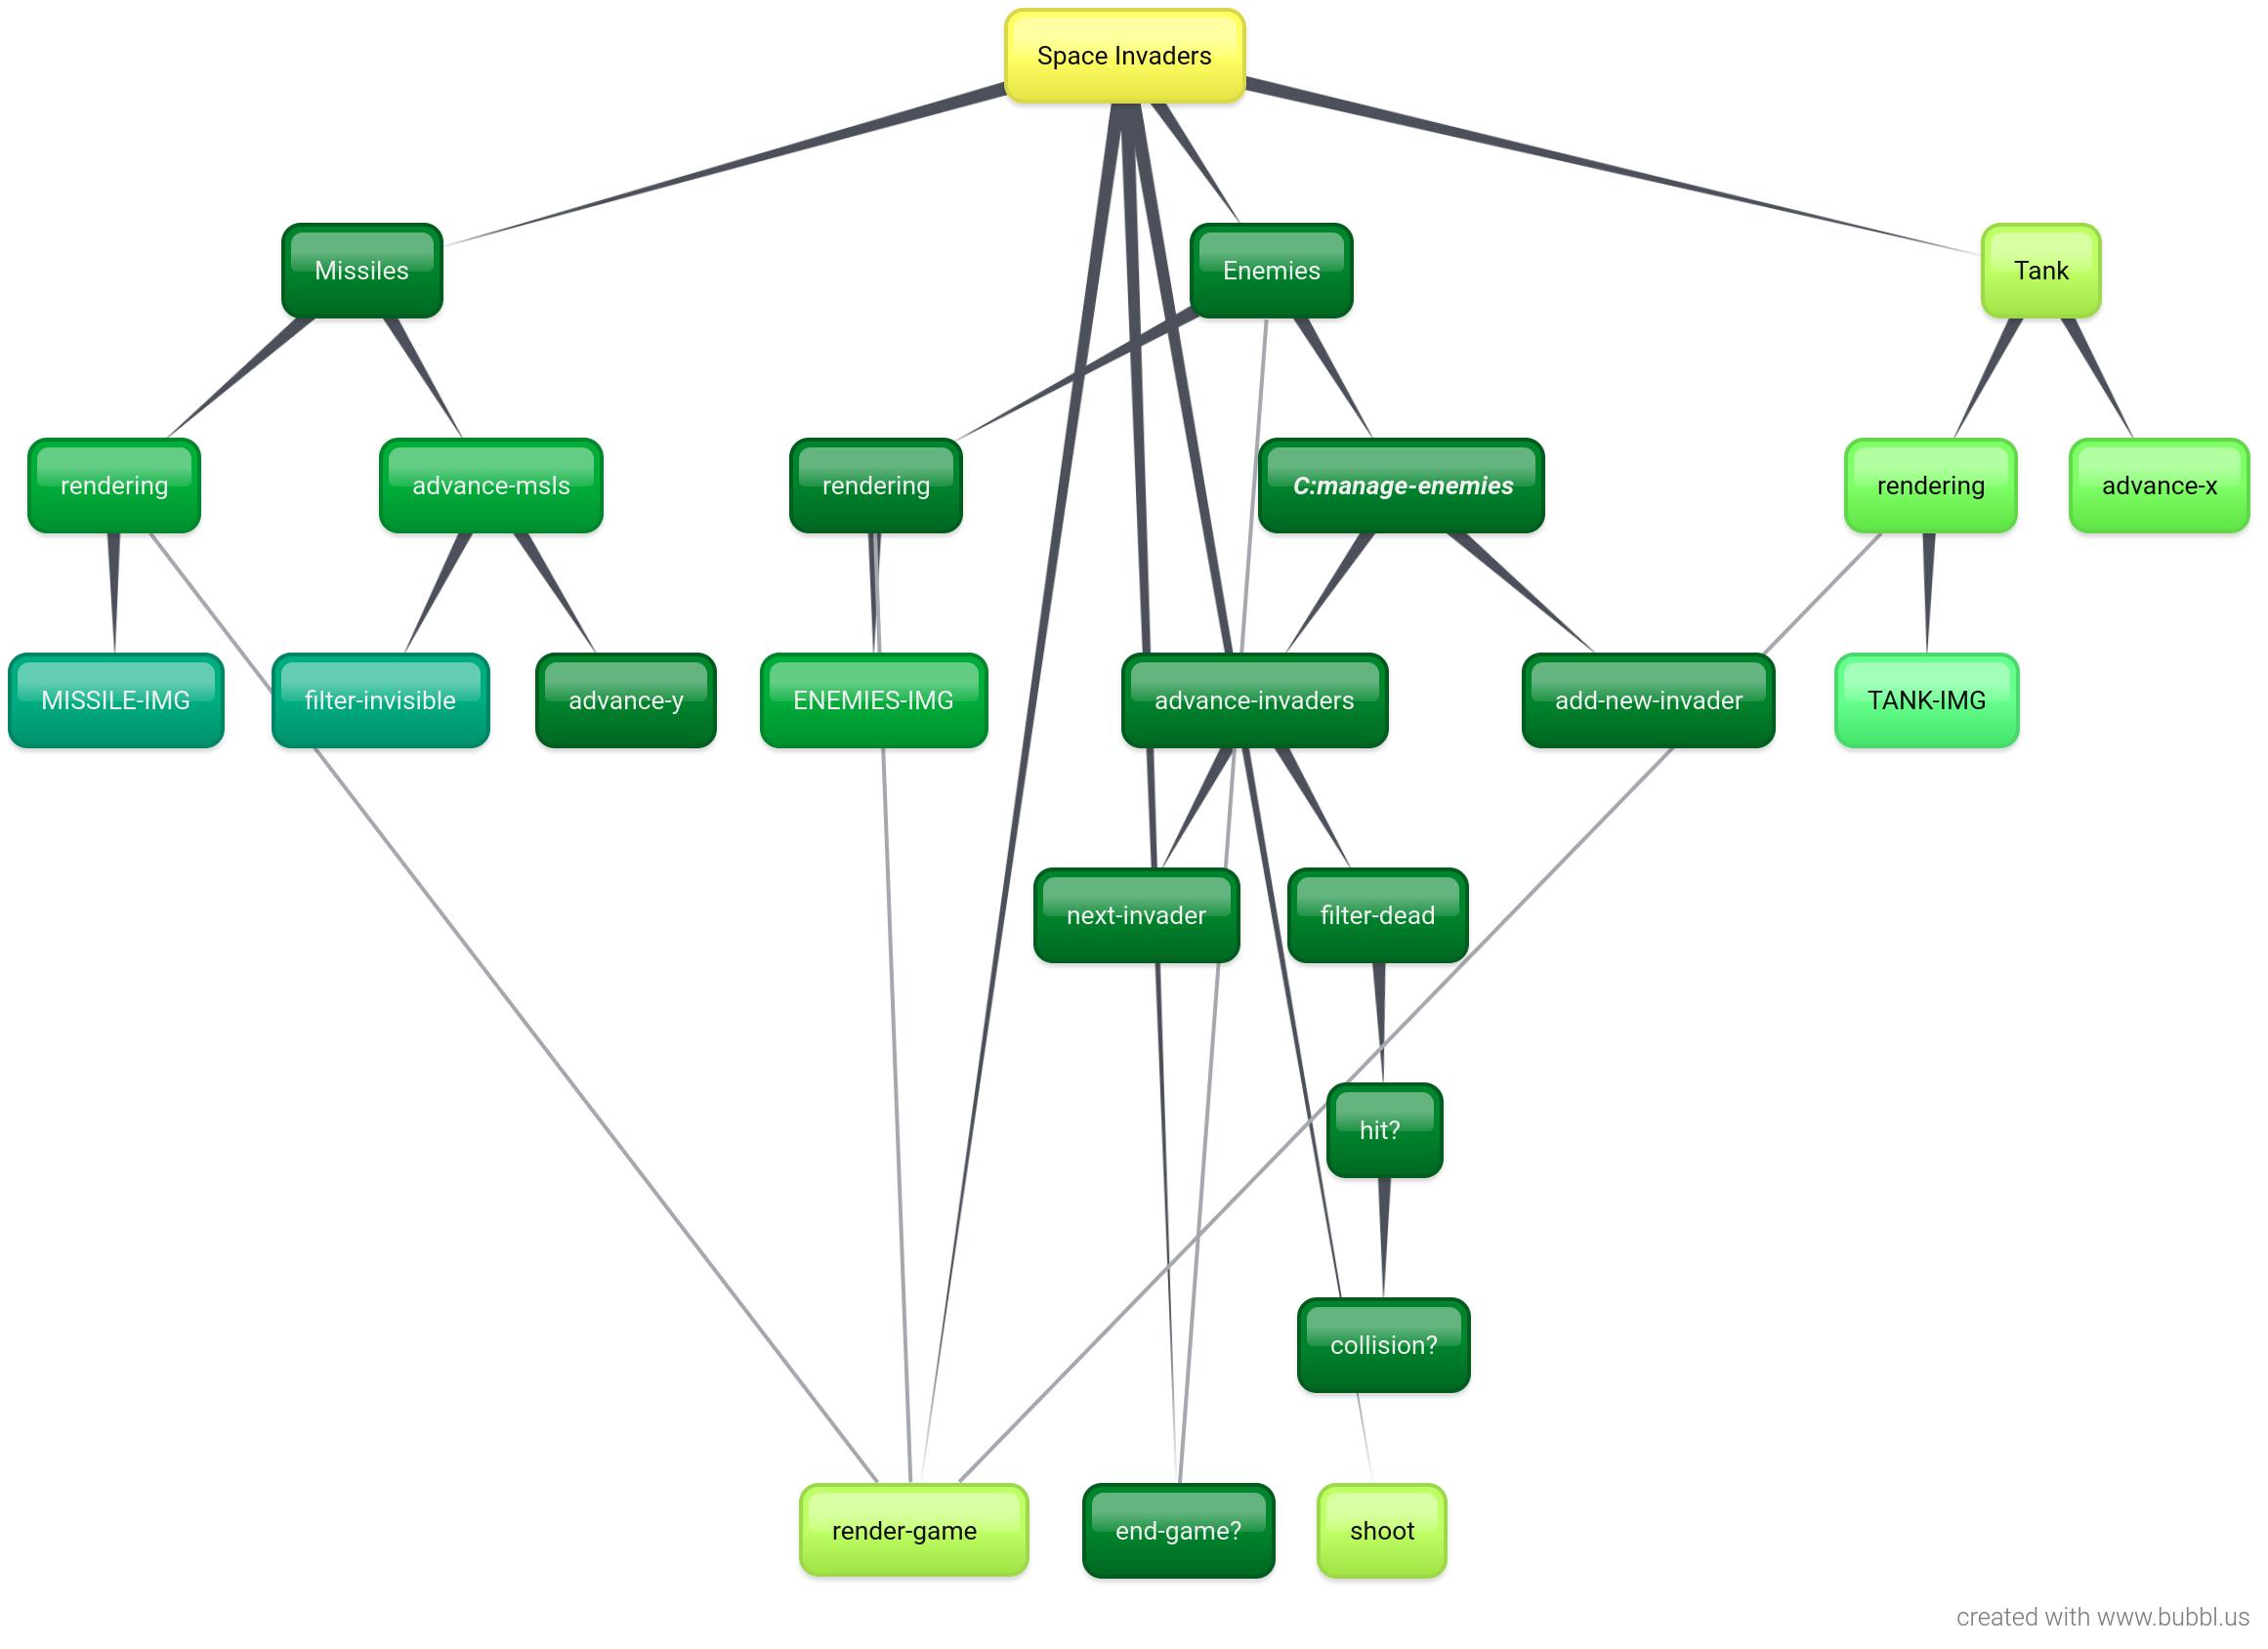 Space Invaders
Missiles
Enemies
Tank
rendering
advance-msls
rendering
C:manage-enemies
rendering
advance-x
MISSILE-IMG
filter-invisible
advance-y
ENEMIES-IMG
advance-invaders
add-new-invader
TANK-IMG
next-invader
filter-dead
hit?
collision?
render-game
end-game?
shoot
created with www.bubbl.us